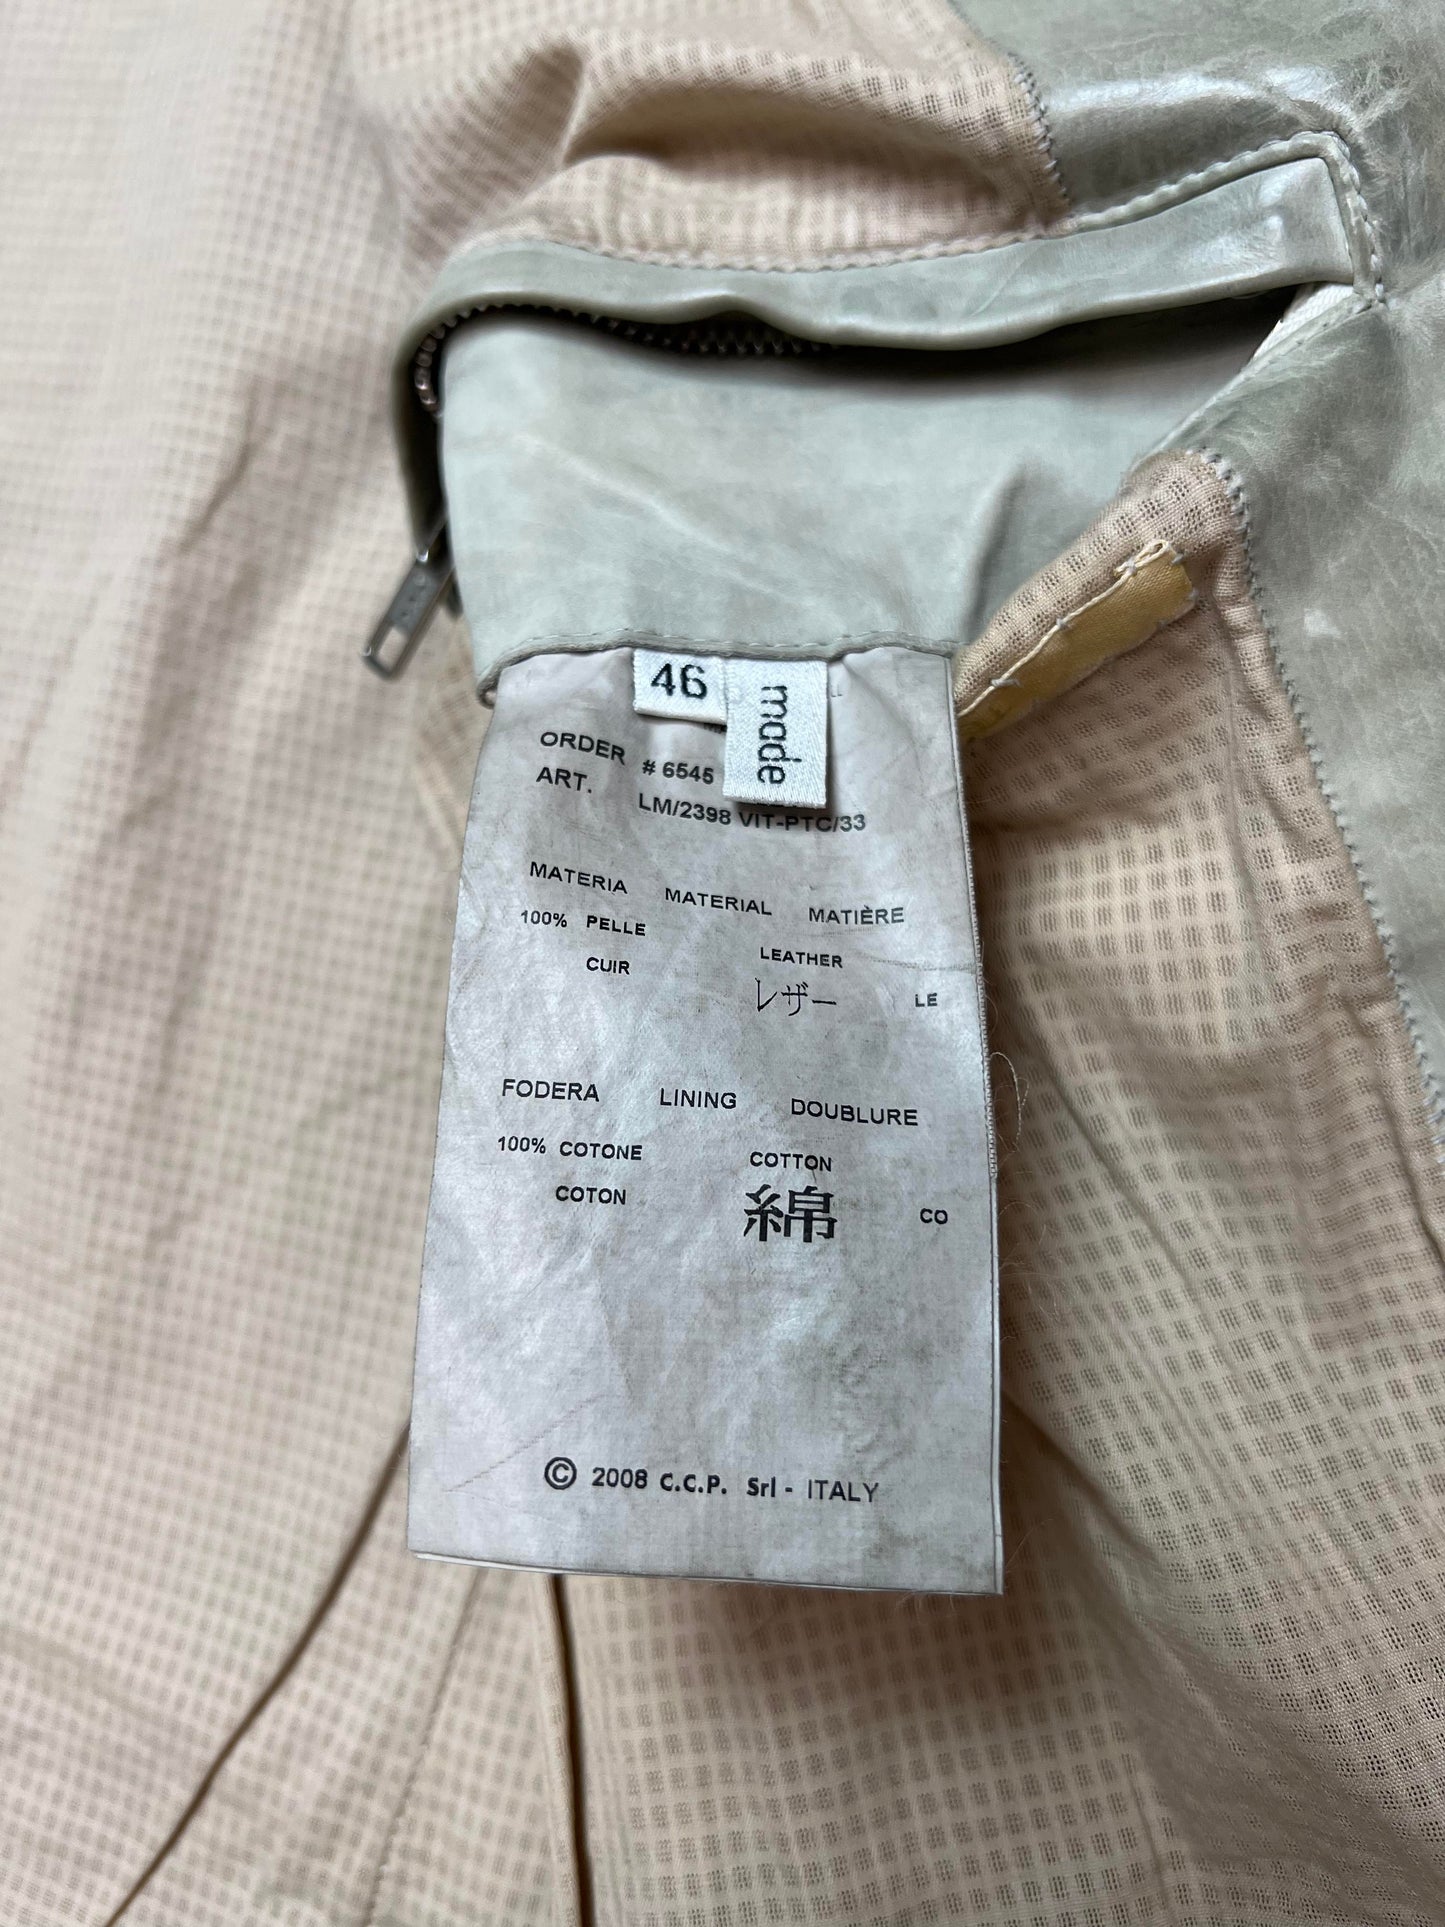 46
made
ORDER # 6545
ART. LM/2398 VIT-PTC/33
MATERIA MATERIAL MATIÈRE
100% PELLE LEATHER
CUIR レザー LE
FODERA LINING DOUBLURE
100% COTONE COTTON
COTON 綿 CO
© 2008 C.C.P. Srl - ITALY